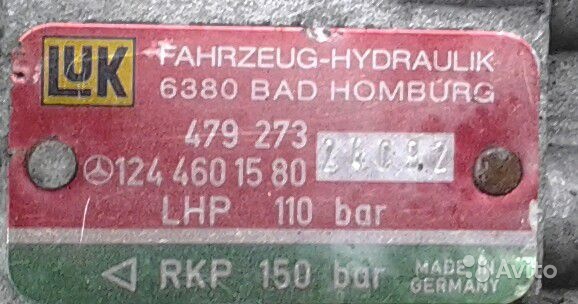 LUK
FAHRZEUG-HYDRAULIK
6380 BAD HOMBURG
479 273
124 460 15 80
LHP 110 bar
RKP 150 bar
MADE IN
GERMANY
Avito